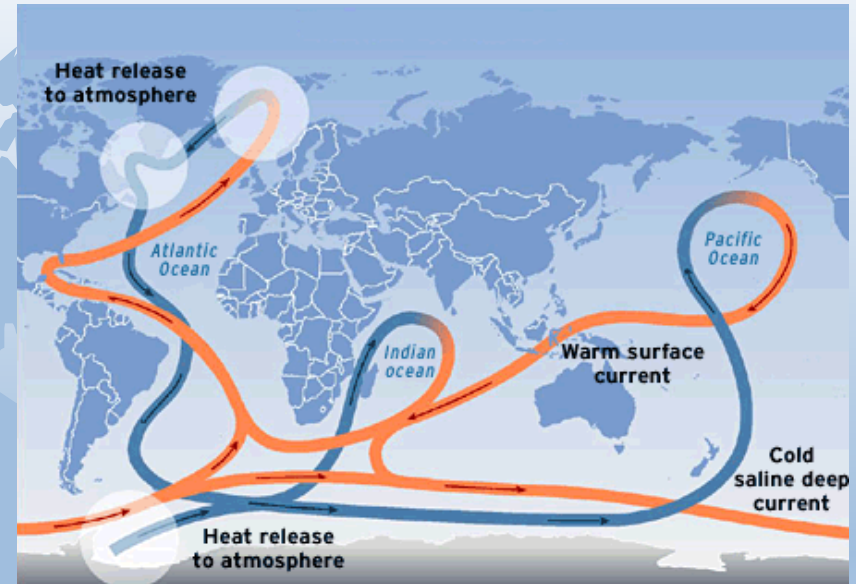 Heat release
to atmosphere
Atlantic
Ocean
Pacific
Ocean
Indian
ocean
Warm surface
current
Cold
saline deep
current
Heat release
to atmosphere